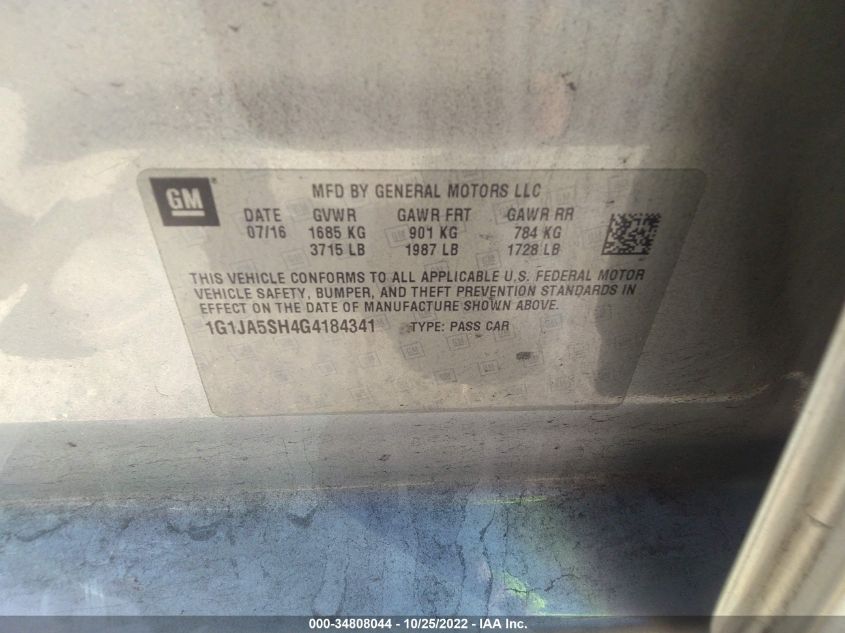 GM
MFD BY GENERAL MOTORS LLC
DATE GVWR GAWR FRT GAWR RR
07/16 1685 KG 901 KG 784 KG
3715 LB 1987 LB 1728 LB
THIS VEHICLE CONFORMS TO ALL APPLICABLE U.S. FEDERAL MOTOR
VEHICLE SAFETY, BUMPER, AND THEFT PREVENTION STANDARDS IN
EFFECT ON THE DATE OF MANUFACTURE SHOWN ABOVE.
1G1JA5SH4G4184341 TYPE: PASS CAR
000-34808044 - 10/25/2022 - IAA Inc.